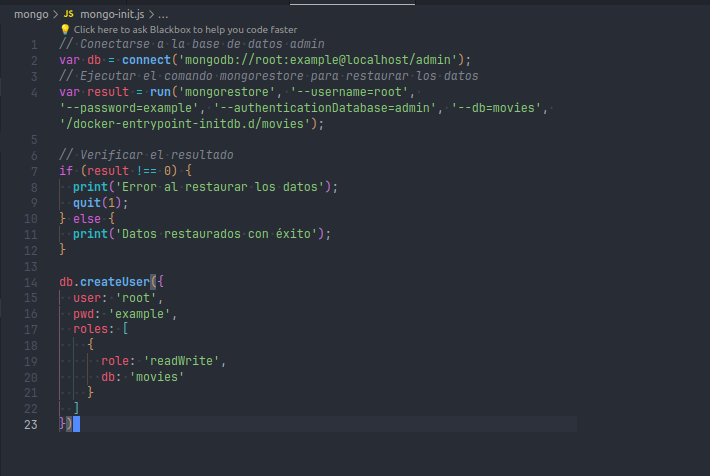 mongo > JS mongo-init.js > ...
💡 Click here to ask Blackbox to help you code faster
1 // Conectarse a la base de datos admin
2 var db = connect('mongodb://root:example@localhost/admin');
3 // Ejecutar el comando mongorestore para restaurar los datos
4 var result = run('mongorestore', '--username=root',
'--password=example', '--authenticationDatabase=admin', '--db=movies',
'/docker-entrypoint-initdb.d/movies');
5
6 // Verificar el resultado
7 if (result !== 0) {
8   print('Error al restaurar los datos');
9   quit(1);
10 } else {
11   print('Datos restaurados con éxito');
12 }
13
14 db.createUser({
15   user: 'root',
16   pwd: 'example',
17   roles: [
18     {
19       role: 'readWrite',
20       db: 'movies'
21     }
22   ]
23 })